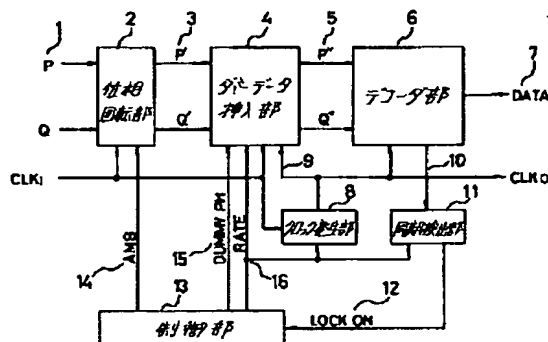 1
2
3
4
5
6
7
P
Q
位相
回転部
P'
Q'
ダミーデータ
挿入部
P"
Q"
デコーダ部
DATA
9
10
CLKI
CLKO
8
クロック発生部
11
同期検出部
14
AMB
15
DUMMY PM
RATE
16
12
LOCK ON
13
制御部